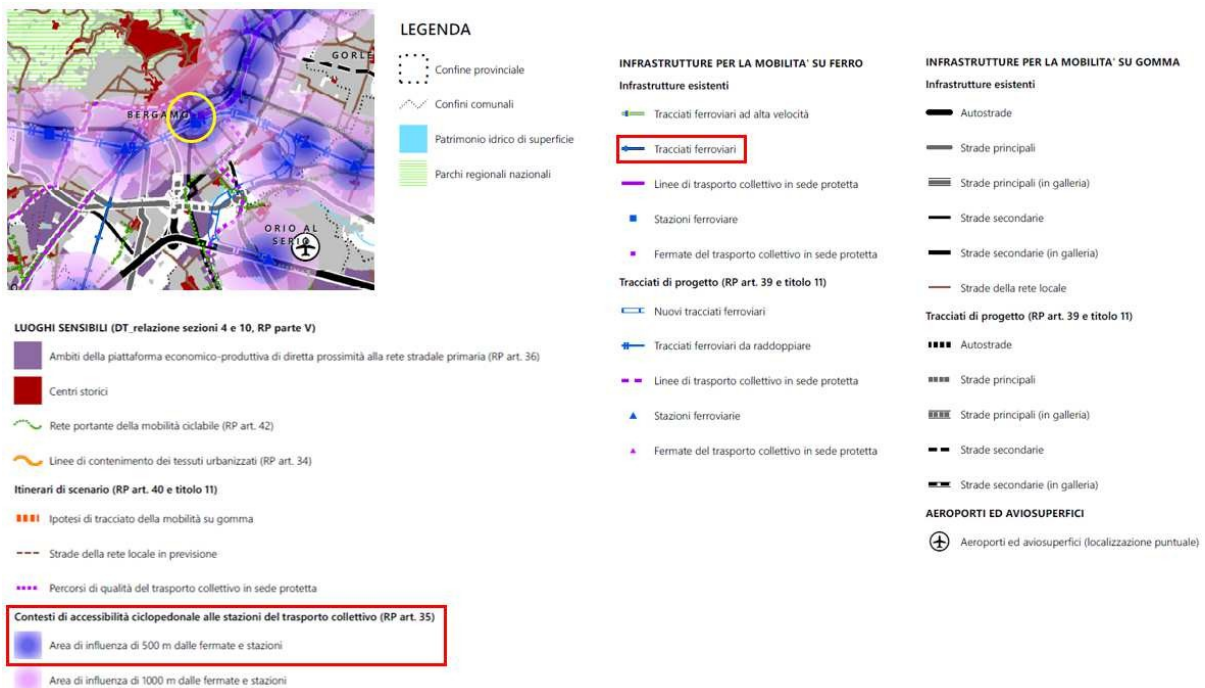 GORLE
BERGAMO
ORIO AL
SERIO
LEGENDA
Confine provinciale
Confini comunali
Patrimonio idrico di superficie
Parchi regionali nazionali
LUOGHI SENSIBILI (DT_relazione sezioni 4 e 10, RP parte V)
Ambiti della piattaforma economico-produttiva di diretta prossimità alla rete stradale primaria (RP art. 36)
Centri storici
Rete portante della mobilità ciclabile (RP art. 42)
Linee di contenimento dei tessuti urbanizzati (RP art. 34)
Itinerari di scenario (RP art. 40 e titolo 11)
Ipotesi di tracciato della mobilità su gomma
Strade della rete locale in previsione
Percorsi di qualità del trasporto collettivo in sede protetta
Contesti di accessibilità ciclopedonale alle stazioni del trasporto collettivo (RP art. 35)
Area di influenza di 500 m dalle fermate e stazioni
Area di influenza di 1000 m dalle fermate e stazioni
INFRASTRUTTURE PER LA MOBILITA' SU FERRO
Infrastrutture esistenti
Tracciati ferroviari ad alta velocità
Tracciati ferroviari
Linee di trasporto collettivo in sede protetta
Stazioni ferroviare
Fermate del trasporto collettivo in sede protetta
Tracciati di progetto (RP art. 39 e titolo 11)
Nuovi tracciati ferroviari
Tracciati ferroviari da raddoppiare
Linee di trasporto collettivo in sede protetta
Stazioni ferroviarie
Fermate del trasporto collettivo in sede protetta
INFRASTRUTTURE PER LA MOBILITA' SU GOMMA
Infrastrutture esistenti
Autostrade
Strade principali
Strade principali (in galleria)
Strade secondarie
Strade secondarie (in galleria)
Strade della rete locale
Tracciati di progetto (RP art. 39 e titolo 11)
Autostrade
Strade principali
Strade principali (in galleria)
Strade secondarie
Strade secondarie (in galleria)
AEROPORTI ED AVIOSUPERFICI
Aeroporti ed aviosuperfici (localizzazione puntuale)